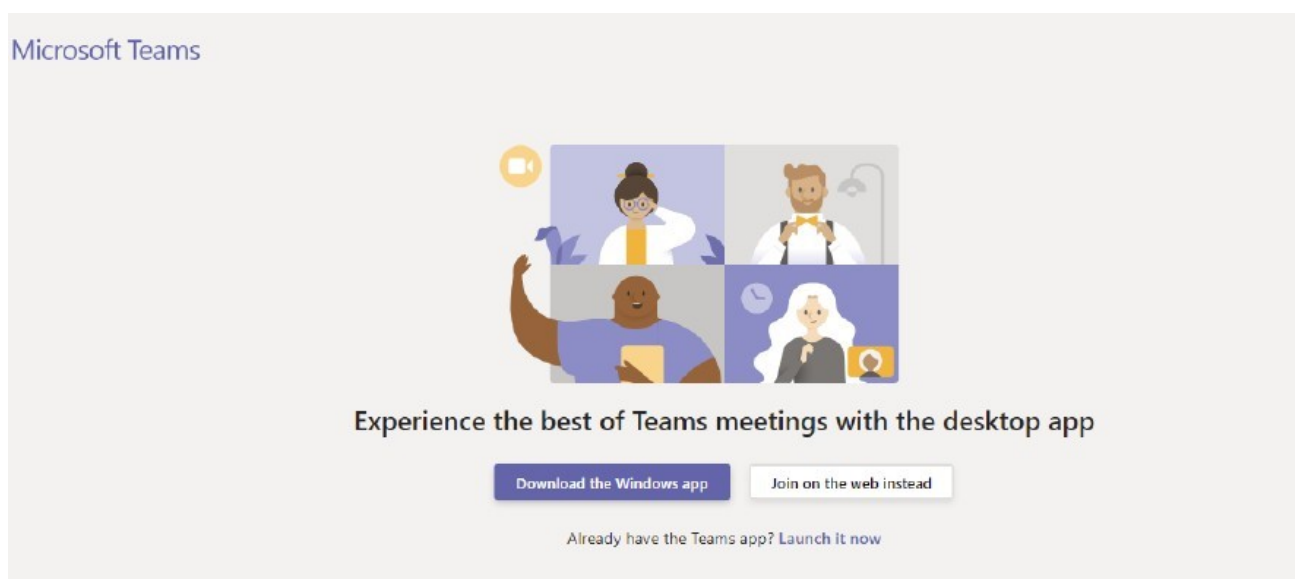 Microsoft Teams
Experience the best of Teams meetings with the desktop app
Download the Windows app
Join on the web instead
Already have the Teams app? Launch it now